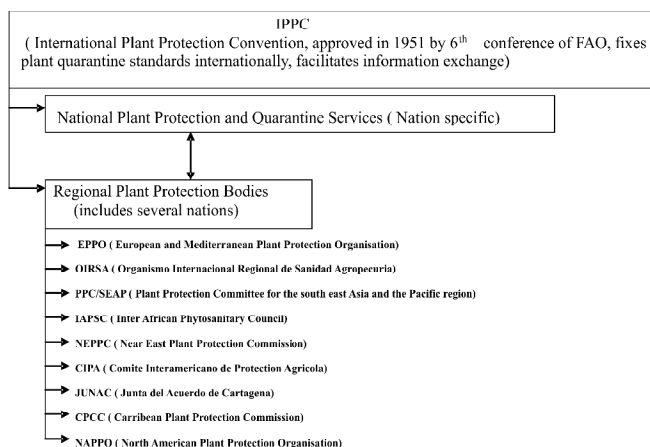 IPPC
( International Plant Protection Convention, approved in 1951 by 6th conference of FAO, fixes
plant quarantine standards internationally, facilitates information exchange)
National Plant Protection and Quarantine Services ( Nation specific)
Regional Plant Protection Bodies
(includes several nations)
EPPO ( European and Mediterranean Plant Protection Organisation)
OIRSA ( Organismo Internacional Regional de Sanidad Agropecuria)
PPC/SEAP ( Plant Protection Committee for the south east Asia and the Pacific region)
IAPSC ( Inter African Phytosanitary Council)
NEPPC ( Near East Plant Protection Commission)
CIPA ( Comite Interamericano de Protection Agricola)
JUNAC ( Junta del Acuerdo de Cartagena)
CPCC ( Carribean Plant Protection Commission)
NAPPO ( North American Plant Protection Organisation)